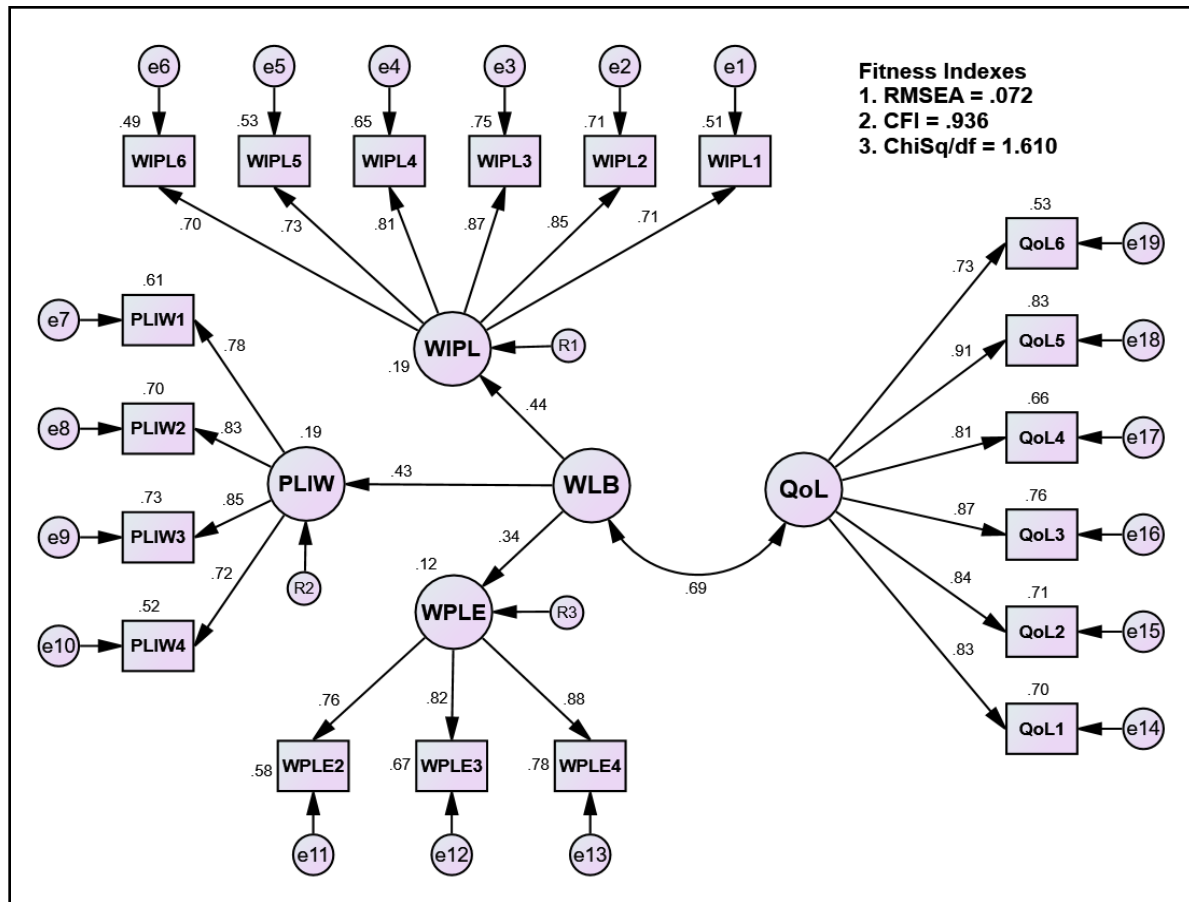 e6
e5
e4
e3
e2
e1
Fitness Indexes
1. RMSEA = .072
2. CFI = .936
3. ChiSq/df = 1.610
.49
.53
.65
.75
.71
.51
WIPL6
WIPL5
WIPL4
WIPL3
WIPL2
WIPL1
.70
.73
.81
.87
.85
.71
.53
QoL6
e19
.73
.61
e7
PLIW1
.78
WIPL
R1
.19
.83
QoL5
e18
.91
.70
e8
PLIW2
.83
.19
.44
.66
QoL4
e17
.81
PLIW
.43
WLB
QoL
.73
e9
PLIW3
.85
.76
QoL3
e16
.87
.72
R2
.34
.12
WPLE
R3
.69
.52
e10
PLIW4
.84
.71
QoL2
e15
.83
.70
QoL1
e14
.76
.82
.88
.58
WPLE2
.67
WPLE3
.78
WPLE4
e11
e12
e13